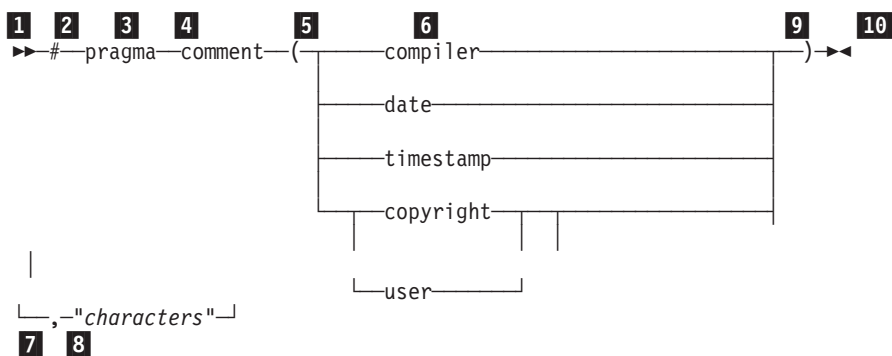 1 2 3 4 5 6 9 10
# pragma comment ( compiler )
date
timestamp
copyright
user
, "characters"
7 8